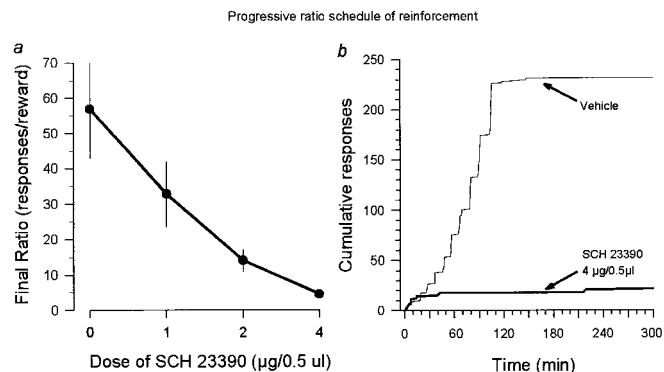 Progressive ratio schedule of reinforcement
a
Final Ratio (responses/reward)
70
60
50
40
30
20
10
0
0 1 2 4
Dose of SCH 23390 (µg/0.5 ul)
b
Cumulative responses
250
200
150
100
50
0
Vehicle
SCH 23390
4 µg/0.5µl
0 60 120 180 240 300
Time (min)